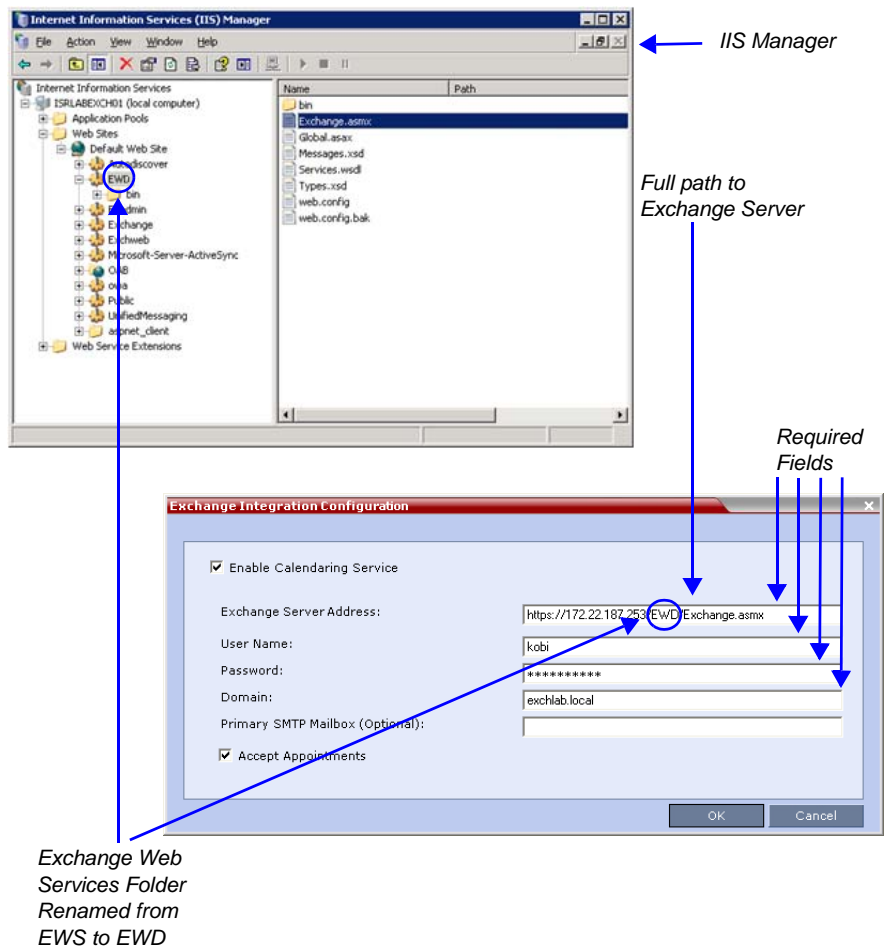 Internet Information Services (IIS) Manager
File Action View Window Help
IIS Manager
Internet Information Services
ISRLABEXCH01 (local computer)
Application Pools
Web Sites
Default Web Site
Autodiscover
EWD
bin
Exchange
Exchweb
Microsoft-Server-ActiveSync
OAB
owa
Public
UnifiedMessaging
aspnet_client
Web Service Extensions
Name Path
bin
Exchange.asmx
Global.asax
Messages.xsd
Services.wsdl
Types.xsd
web.config
web.config.bak
Full path to
Exchange Server
Required
Fields
Exchange Integration Configuration
Enable Calendaring Service
Exchange Server Address: https://172.22.187.253/EWD/Exchange.asmx
User Name: kobi
Password: **********
Domain: exchlab.local
Primary SMTP Mailbox (Optional):
Accept Appointments
OK Cancel
Exchange Web
Services Folder
Renamed from
EWS to EWD